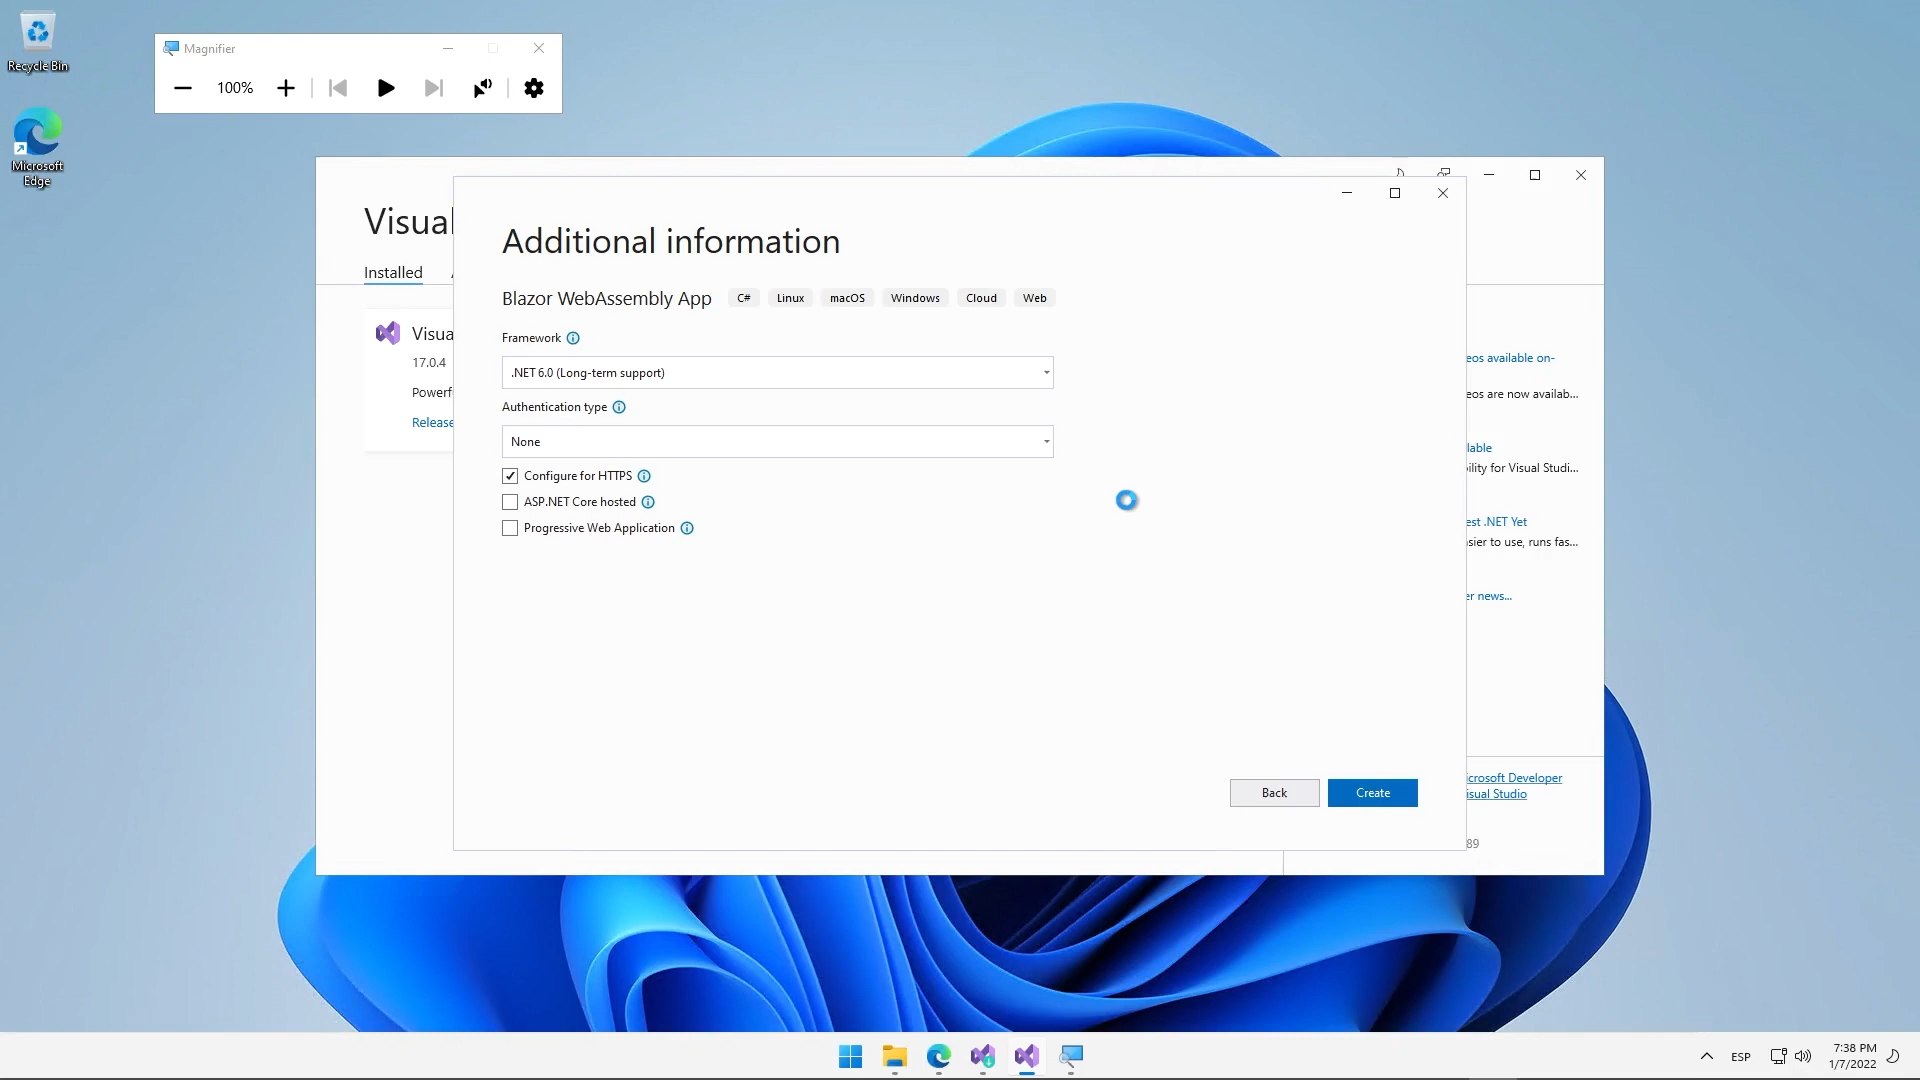 Recycle Bin
Microsoft
Edge
Magnifier
100%
Visual
Installed
Additional information
Blazor WebAssembly App C# Linux macOS Windows Cloud Web
Framework
.NET 6.0 (Long-term support)
Authentication type
None
Configure for HTTPS
ASP.NET Core hosted
Progressive Web Application
Back Create
Visua
17.0.4
Powerf
Release
eos available on-
eos are now availab...
lable
ility for Visual Studi...
est .NET Yet
sier to use, runs fas...
er news...
icrosoft Developer
isual Studio
89
ESP
7:38 PM
1/7/2022